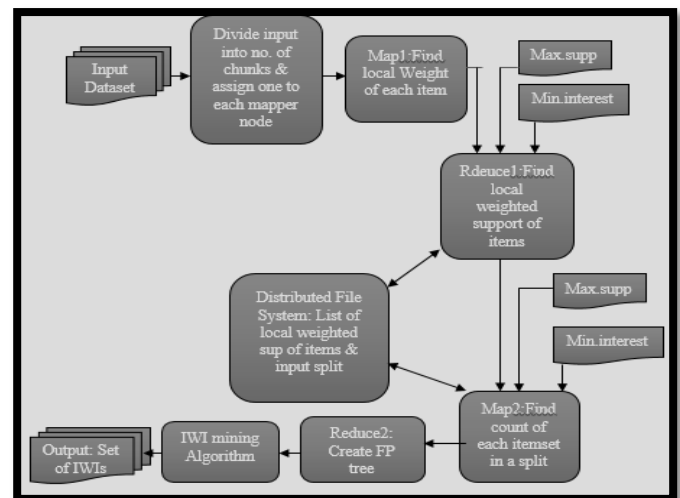 Input
Dataset
Divide input
into no. of
chunks &
assign one to
each mapper
node
Map1:Find
local Weight
of each item
Max.supp
Min.interest
Rdeuce1:Find
local
weighted
support of
items
Distributed File
System: List of
local weighted
sup of items &
input split
Max.supp
Min.interest
Map2:Find
count of
each itemset
in a split
Reduce2:
Create FP
tree
IWI mining
Algorithm
Output: Set
of IWIs